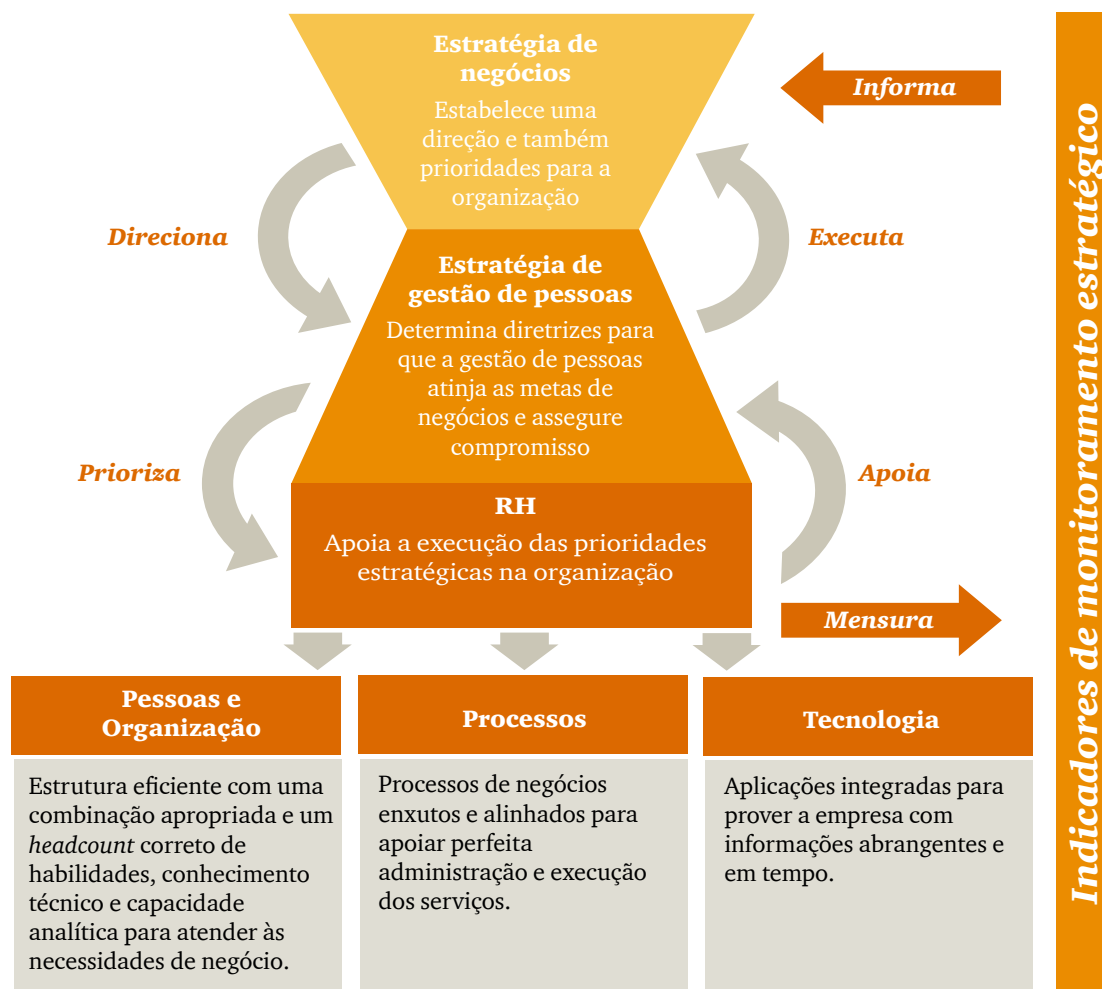 Estratégia de
negócios
Estabelece uma
direção e também
prioridades para a
organização
Informa
Direciona
Executa
Estratégia de
gestão de pessoas
Determina diretrizes para
que a gestão de pessoas
atinja as metas de
negócios e assegure
compromisso
Prioriza
Apoia
RH
Apoia a execução das prioridades
estratégicas na organização
Mensura
Indicadores de monitoramento estratégico
Pessoas e
Organização
Estrutura eficiente com uma
combinação apropriada e um
headcount correto de
habilidades, conhecimento
técnico e capacidade
analítica para atender às
necessidades de negócio.
Processos
Processos de negócios
enxutos e alinhados para
apoiar perfeita
administração e execução
dos serviços.
Tecnologia
Aplicações integradas para
prover a empresa com
informações abrangentes e
em tempo.